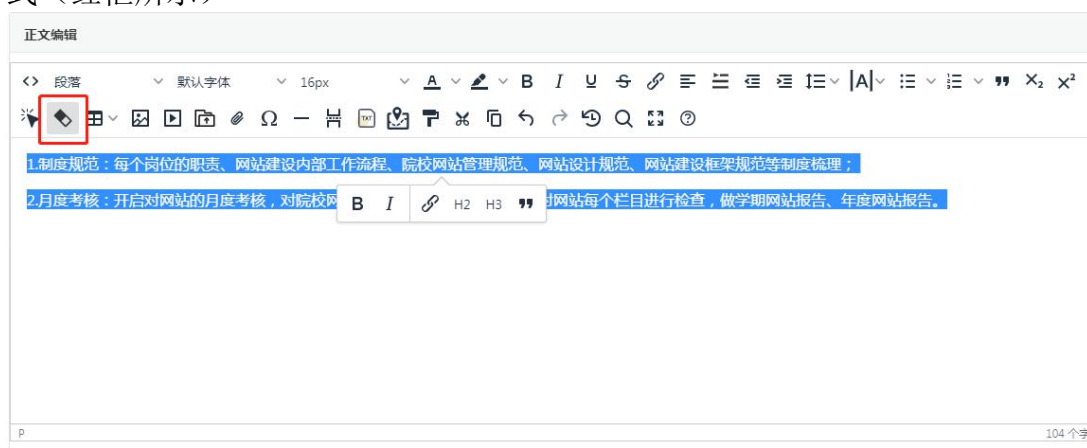 式（红框所示）
正文编辑
<> 段落 默认字体 16px A B I U S |A| X₂ X²
Ω TXT
1.制度规范：每个岗位的职责、网站建设内部工作流程、院校网站管理规范、网站设计规范、网站建设框架规范等制度梳理；
2.月度考核：开启对网站的月度考核，对院校网 对网站每个栏目进行检查，做学期网站报告、年度网站报告。
B I H2 H3
P 104 个字